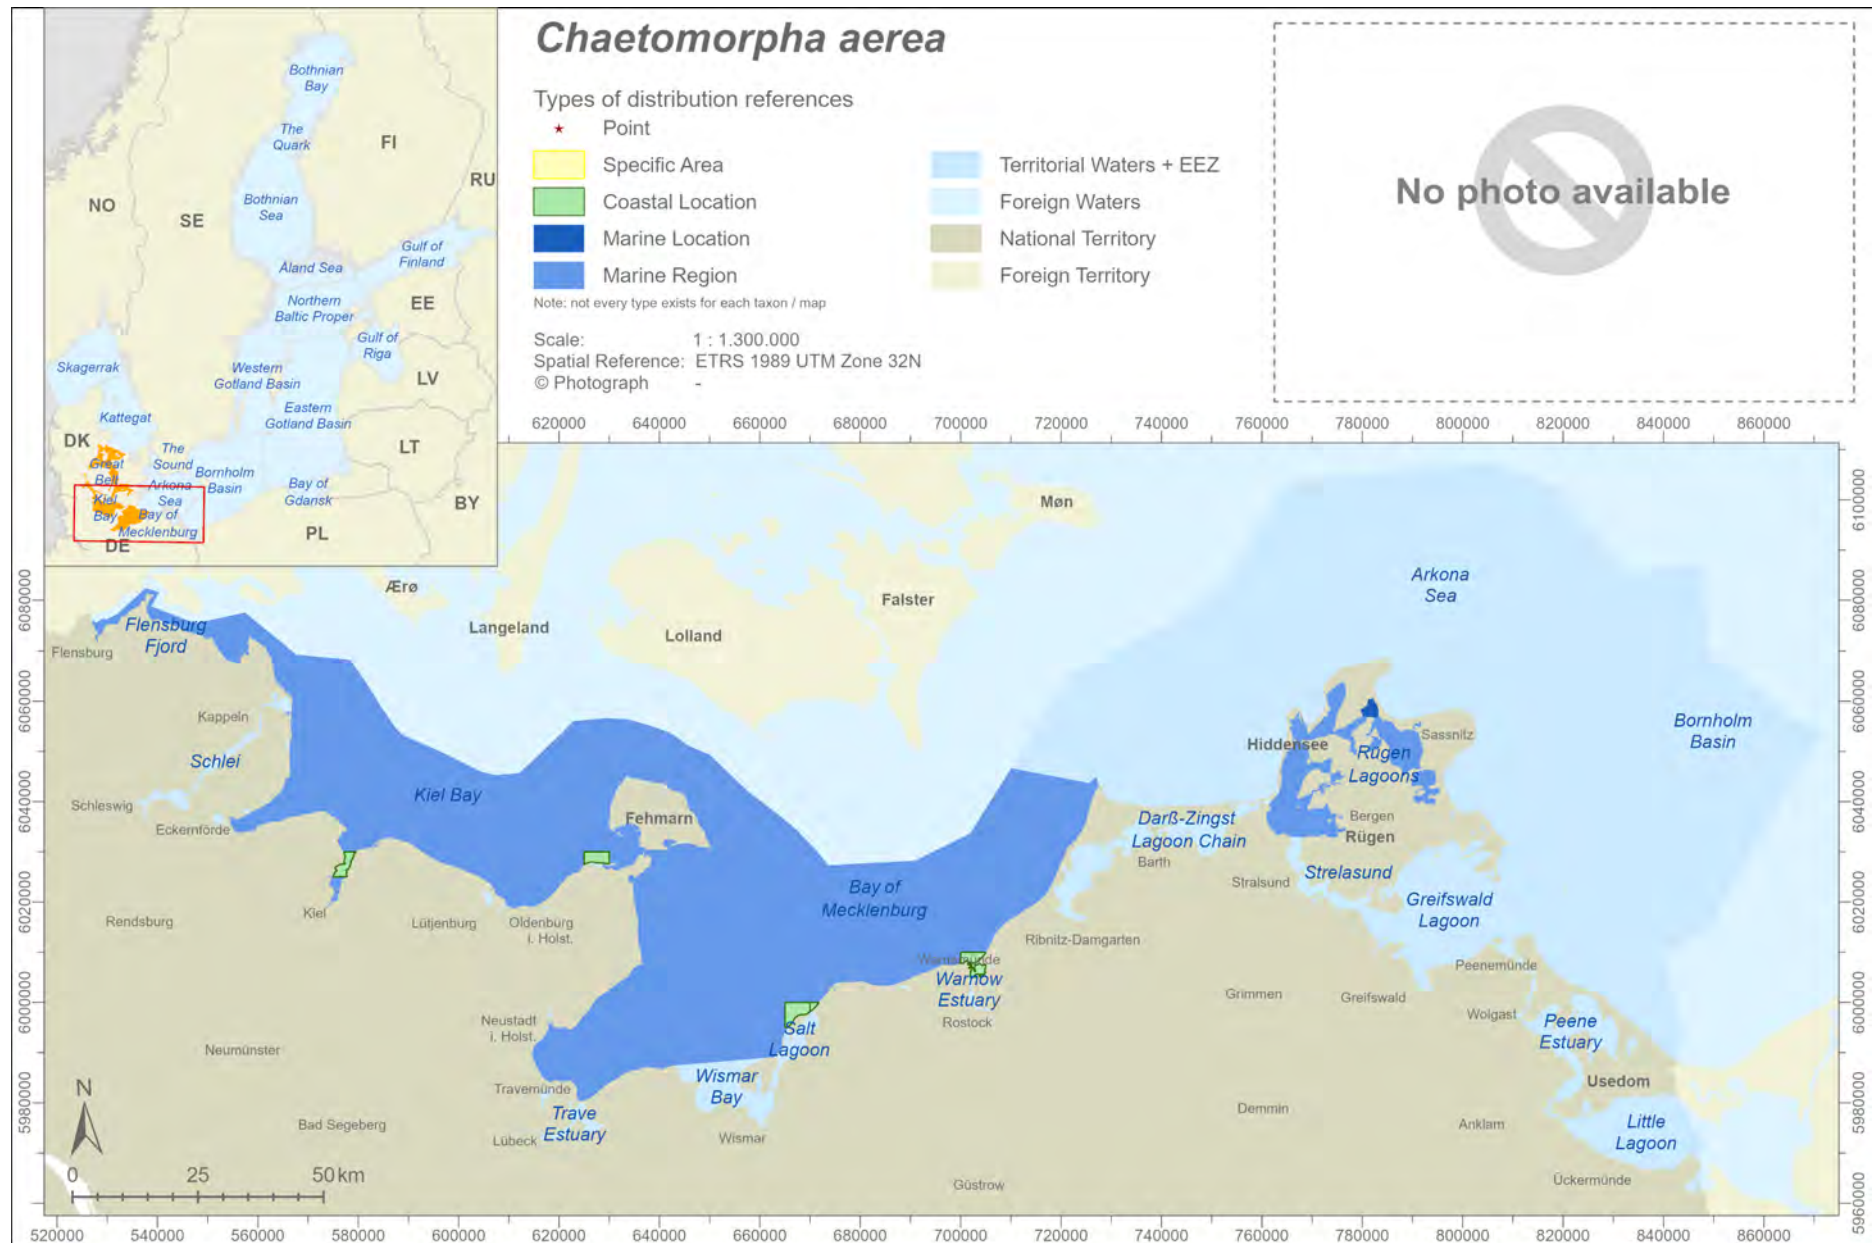 Chaetomorpha aerea
Types of distribution references
Point
Specific Area
Coastal Location
Marine Location
Marine Region
Territorial Waters + EEZ
Foreign Waters
National Territory
Foreign Territory
Note: not every type exists for each taxon / map
Scale: 1 : 1.300.000
Spatial Reference: ETRS 1989 UTM Zone 32N
© Photograph -
No photo available
Bothnian
Bay
The
Quark
FI
RU
NO
SE
Bothnian
Sea
Gulf of
Finland
Åland Sea
Northern
Baltic Proper
EE
Gulf of
Riga
Skagerrak
Western
Gotland Basin
LV
Kattegat
Eastern
Gotland Basin
DK
The
Sound
LT
Great
Belt
Bornholm
Basin
Arkona
Sea
Bay of
Gdansk
Kiel
Bay
Bay of
Mecklenburg
BY
PL
DE
620000 640000 660000 680000 700000 720000 740000 760000 780000 800000 820000 840000 860000
Møn
Ærø
Langeland
Lolland
Falster
Arkona
Sea
Bornholm
Basin
Flensburg
Fjord
Flensburg
Kappeln
Schlei
Schleswig
Eckernförde
Kiel Bay
Fehmarn
Hiddensee
Rügen
Lagoons
Sassnitz
Bergen
Rügen
Darß-Zingst
Lagoon Chain
Barth
Stralsund
Strelasund
Greifswald
Lagoon
Bay of
Mecklenburg
Rendsburg
Kiel
Lütjenburg
Oldenburg
i. Holst.
Ribnitz-Damgarten
Warnemünde
Warnow
Estuary
Rostock
Peenemünde
Grimmen
Greifswald
Wolgast
Peene
Estuary
Usedom
Neustadt
i. Holst.
Salt
Lagoon
Neumünster
Wismar
Bay
Travemünde
Trave
Estuary
Bad Segeberg
Lübeck
Wismar
Demmin
Anklam
Little
Lagoon
Güstrow
Ückermünde
N
0 25 50 km
6080000
6060000
6040000
6020000
6000000
5980000
6100000
6080000
6060000
6040000
6020000
6000000
5980000
5960000
520000 540000 560000 580000 600000 620000 640000 660000 680000 700000 720000 740000 760000 780000 800000 820000 840000 860000